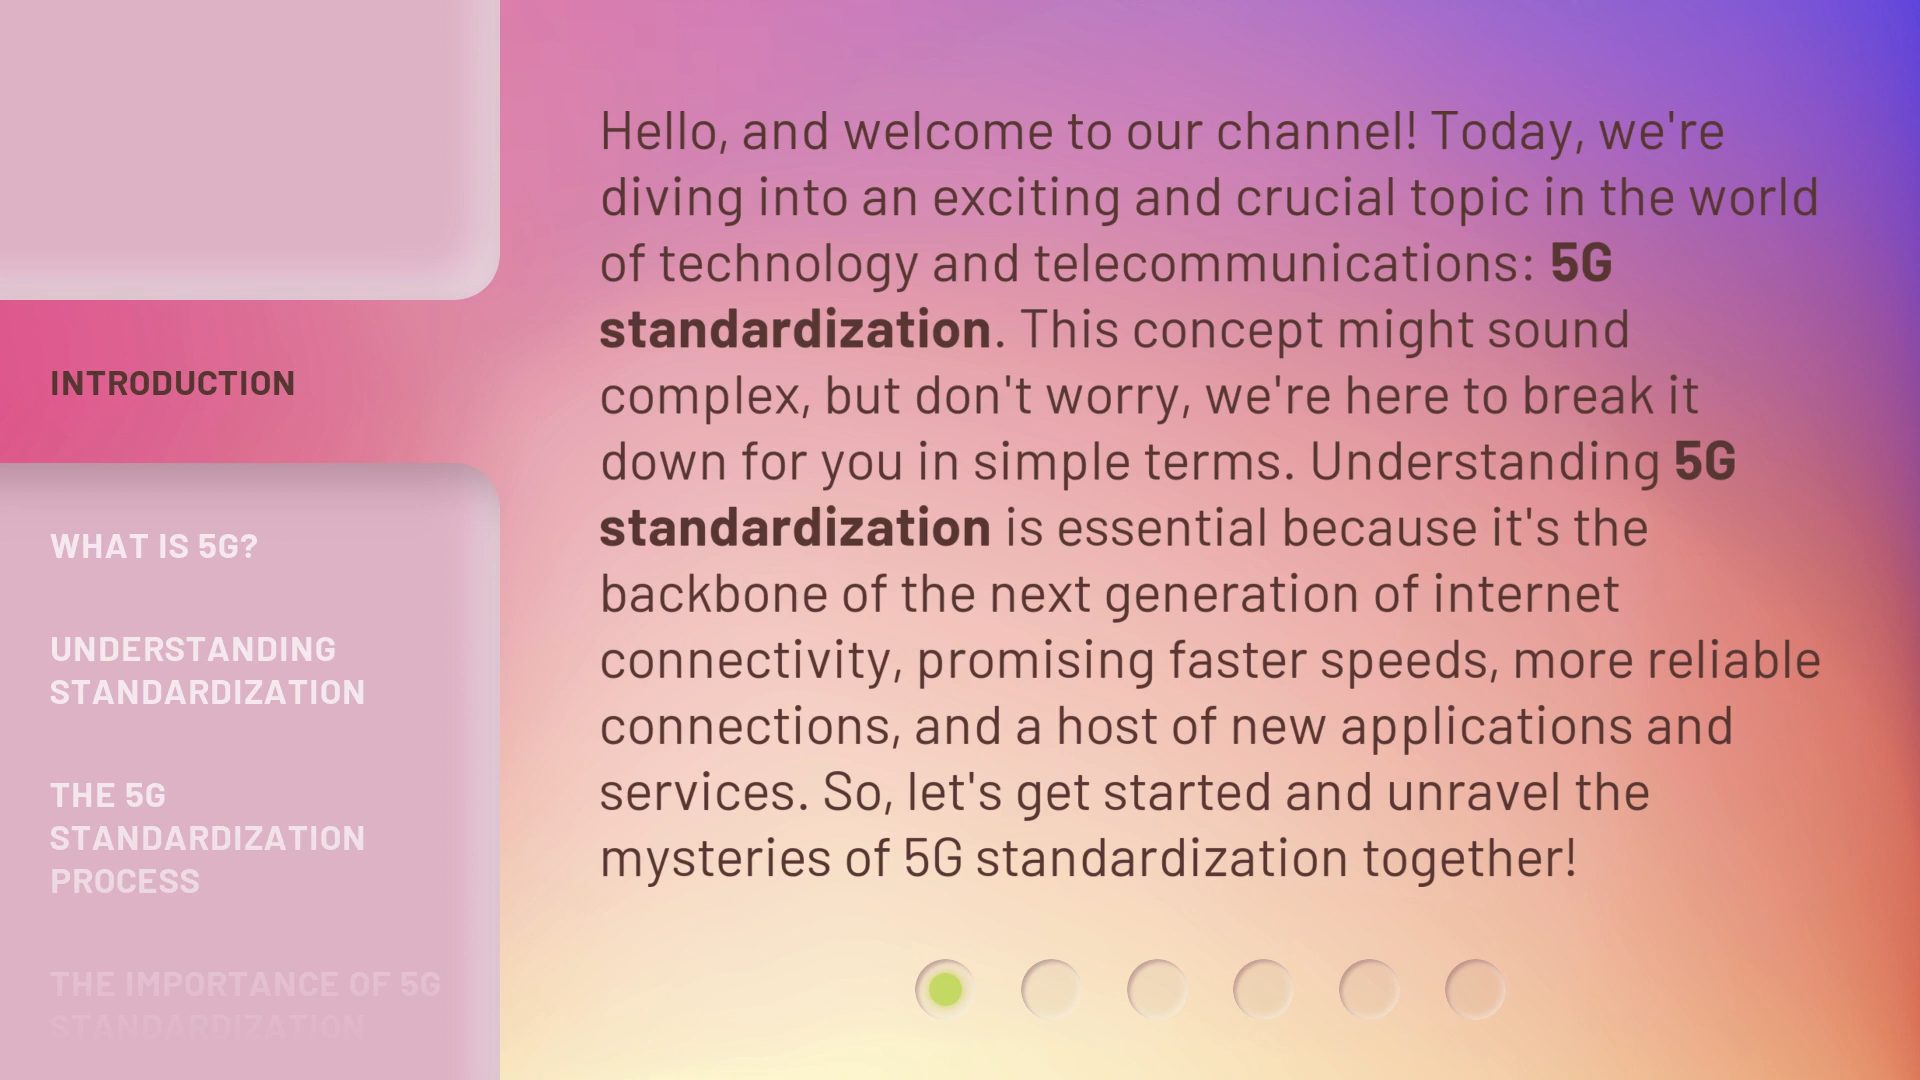 INTRODUCTION
WHAT IS 5G?
UNDERSTANDING
STANDARDIZATION
THE 5G
STANDARDIZATION
PROCESS
THE IMPORTANCE OF 5G
STANDARDIZATION
Hello, and welcome to our channel! Today, we're
diving into an exciting and crucial topic in the world
of technology and telecommunications: 5G
standardization. This concept might sound
complex, but don't worry, we're here to break it
down for you in simple terms. Understanding 5G
standardization is essential because it's the
backbone of the next generation of internet
connectivity, promising faster speeds, more reliable
connections, and a host of new applications and
services. So, let's get started and unravel the
mysteries of 5G standardization together!